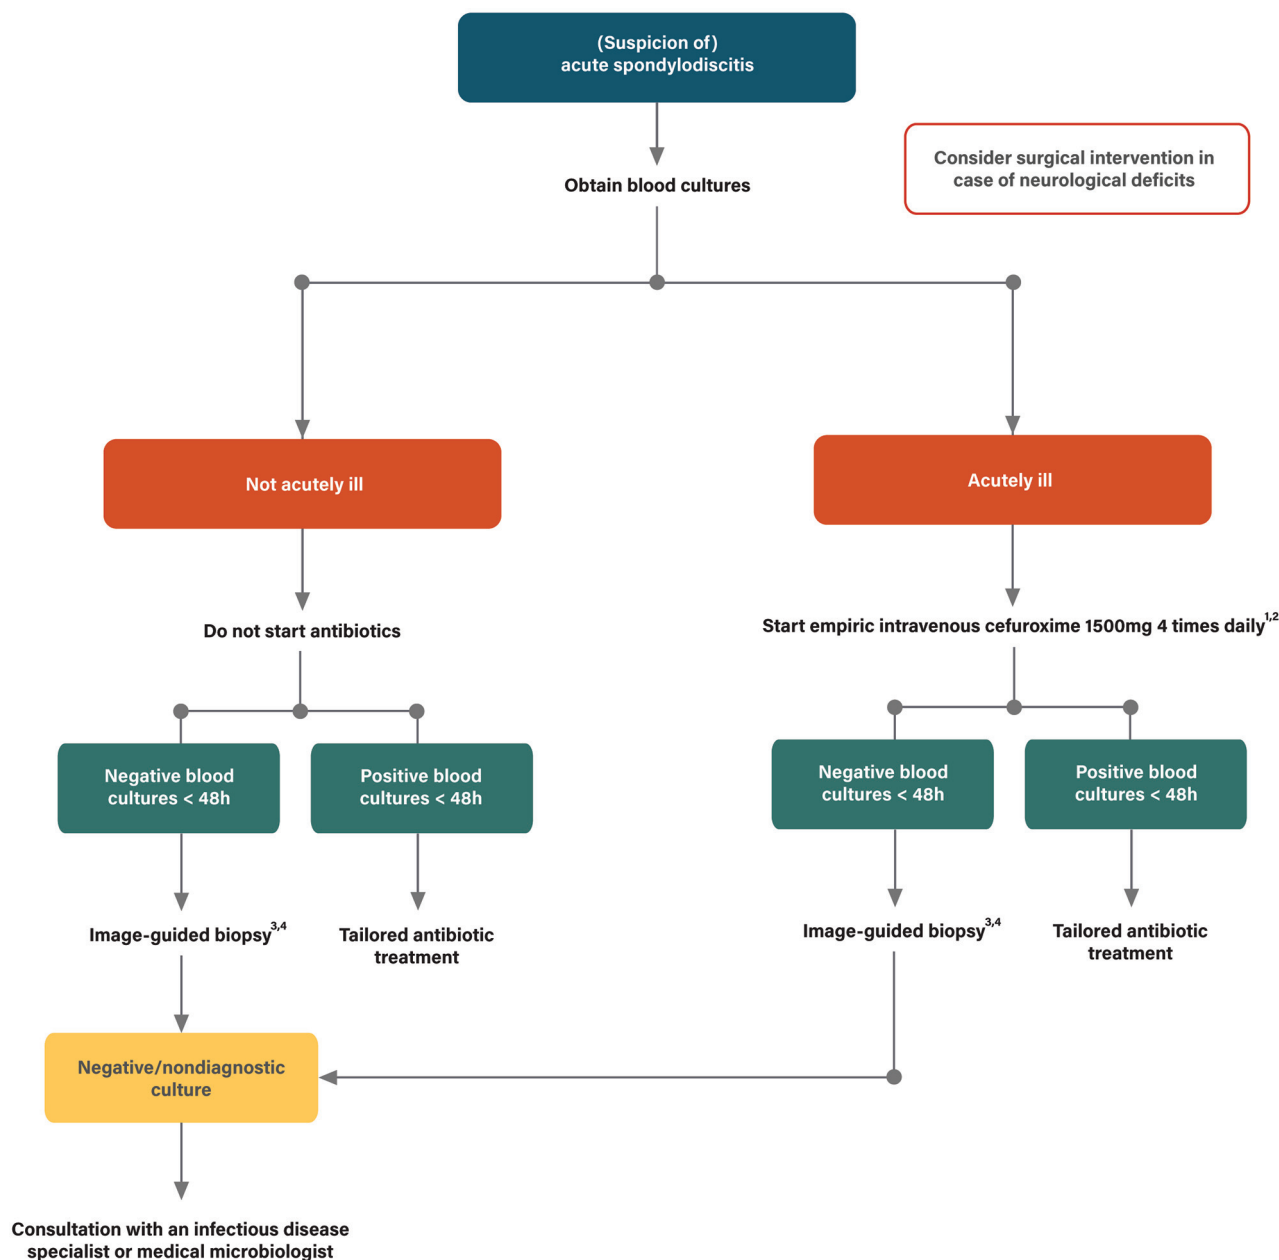 (Suspicion of)
acute spondylodiscitis
Consider surgical intervention in
case of neurological deficits
Obtain blood cultures
Not acutely ill
Acutely ill
Do not start antibiotics
Start empiric intravenous cefuroxime 1500mg 4 times daily1,2
Negative blood
cultures < 48h
Positive blood
cultures < 48h
Negative blood
cultures < 48h
Positive blood
cultures < 48h
Image-guided biopsy3,4
Tailored antibiotic
treatment
Image-guided biopsy3,4
Tailored antibiotic
treatment
Negative/nondiagnostic
culture
Consultation with an infectious disease
specialist or medical microbiologist